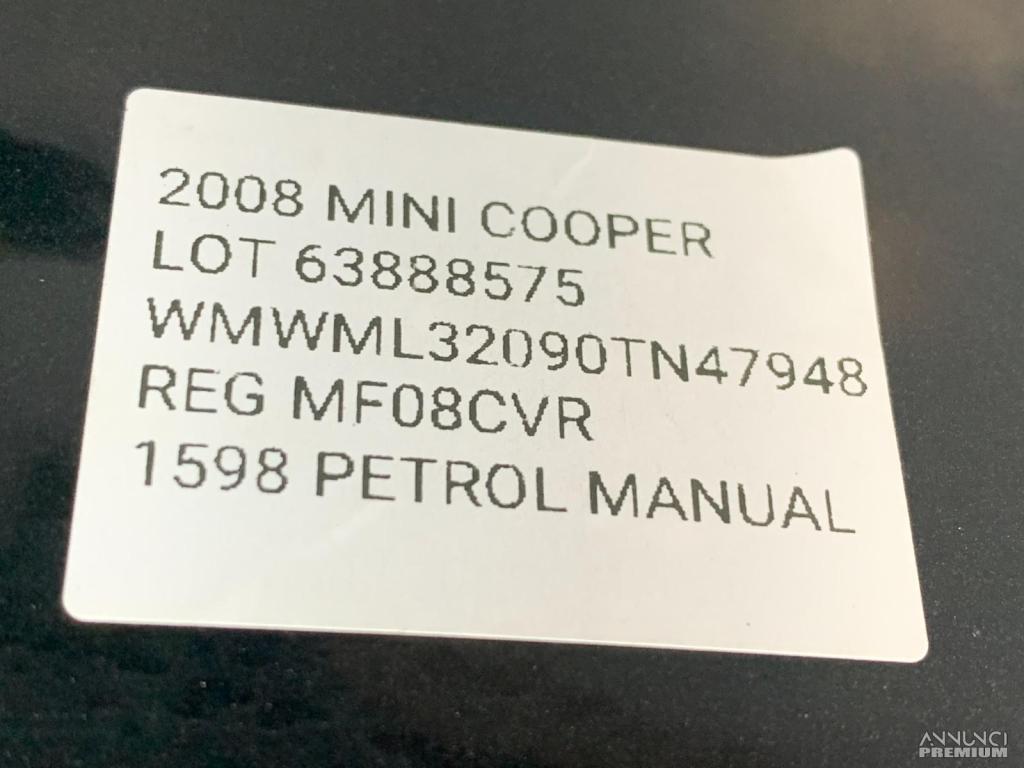 2008 MINI COOPER
LOT 63888575
WMWML32090TN47948
REG MF08CVR
1598 PETROL MANUAL
ANNUNCI
PREMIUM